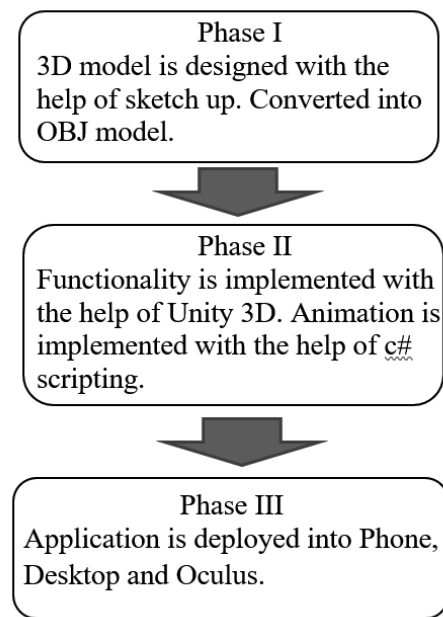 Phase I
3D model is designed with the
help of sketch up. Converted into
OBJ model.
Phase II
Functionality is implemented with
the help of Unity 3D. Animation is
implemented with the help of c#
scripting.
Phase III
Application is deployed into Phone,
Desktop and Oculus.